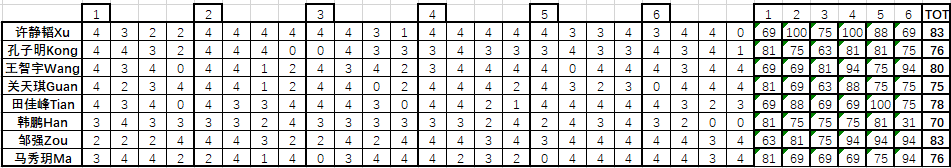 1 2 3 4 5 6 1 2 3 4 5 6 TOT
许静韬Xu 4 3 2 2 4 4 4 4 4 4 3 1 4 4 4 4 4 3 3 4 3 4 4 0 69 100 75 100 88 69 83
孔子明Kong 4 4 3 2 4 4 4 0 0 4 3 3 3 4 3 3 4 3 3 3 4 3 4 1 81 75 63 81 81 75 76
王智宇Wang 4 3 4 0 4 4 1 2 4 3 4 2 3 4 4 4 4 0 4 4 4 3 4 4 69 69 81 94 75 94 80
关天琪Guan 4 2 3 4 4 4 1 2 4 4 0 2 4 4 4 2 4 3 2 3 0 4 4 4 81 69 63 88 75 75 75
田佳峰Tian 4 3 4 0 4 3 3 4 4 4 3 0 4 4 2 1 4 4 4 4 4 3 2 3 69 88 69 69 100 75 78
韩鹏Han 3 4 3 3 3 3 2 4 3 3 3 3 3 3 3 3 4 2 4 3 3 2 0 0 81 75 75 75 81 31 70
邹强Zou 2 2 2 4 4 4 3 2 2 4 2 4 4 4 3 4 3 4 4 4 4 4 3 4 63 81 75 94 94 94 83
马秀玥Ma 3 4 4 2 2 4 1 4 0 4 3 4 4 2 3 2 0 4 4 4 4 3 4 4 81 69 69 69 75 94 76